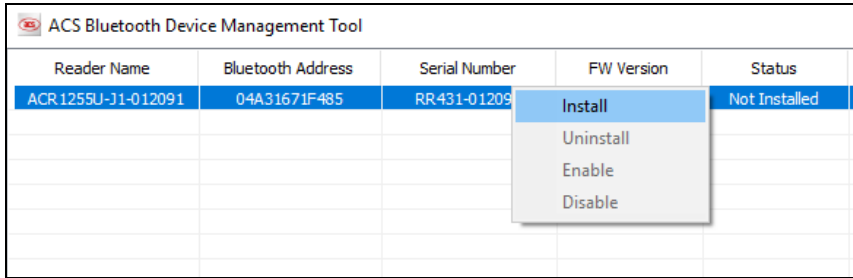 ACS Bluetooth Device Management Tool
Reader Name Bluetooth Address Serial Number FW Version Status
ACR1255U-J1-012091 04A31671F485 RR431-01209 Not Installed
Install
Uninstall
Enable
Disable